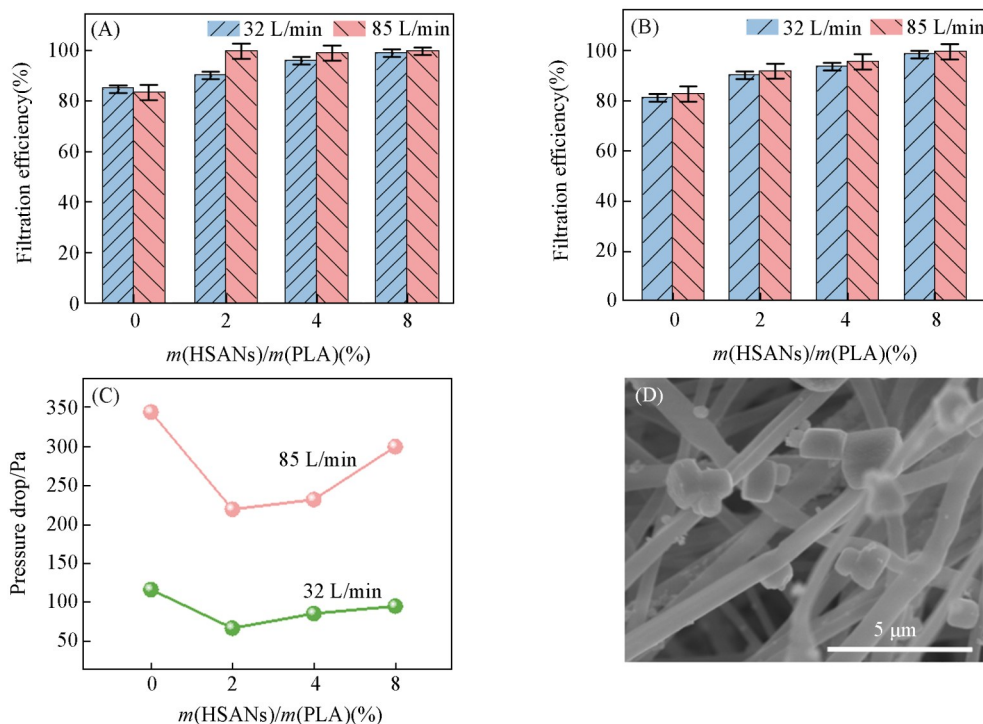 (A)
32 L/min 85 L/min
100
80
60
40
20
0
Filtration efficiency(%)
0 2 4 8
m(HSANs)/m(PLA)(%)
(B)
32 L/min 85 L/min
100
80
60
40
20
0
Filtration efficiency(%)
0 2 4 8
m(HSANs)/m(PLA)(%)
(C)
350
300
250
200
150
100
50
Pressure drop/Pa
85 L/min
32 L/min
0 2 4 8
m(HSANs)/m(PLA)(%)
(D)
5 μm